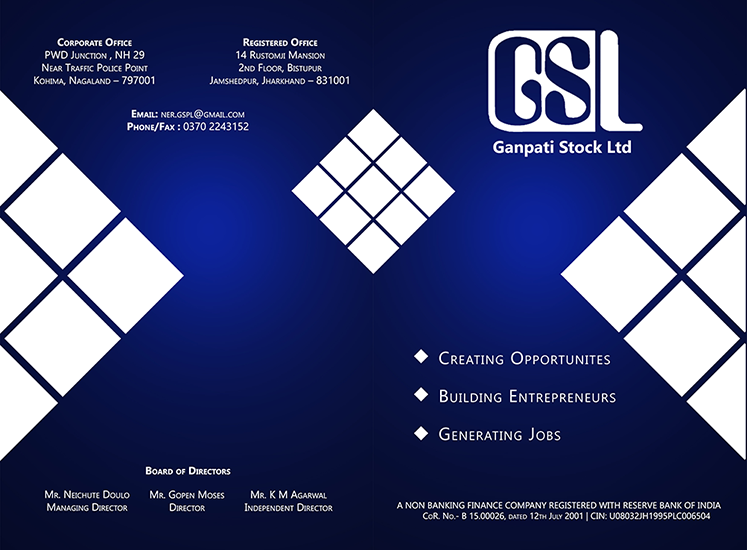 Corporate Office
PWD Junction , NH 29
Near Traffic Police Point
Kohima, Nagaland – 797001
Registered Office
14 Rustomji Mansion
2nd Floor, Bistupur
Jamshedpur, Jharkhand – 831001
Email: ner.gspl@gmail.com
Phone/Fax : 0370 2243152
GSL
Ganpati Stock Ltd
Creating Opportunites
Building Entrepreneurs
Generating Jobs
Board of Directors
Mr. Neichute Doulo
Managing Director
Mr. Gopen Moses
Director
Mr. K M Agarwal
Independent Director
A NON BANKING FINANCE COMPANY REGISTERED WITH RESERVE BANK OF INDIA
CoR. No.- B 15.00026, dated 12th July 2001 | CIN: U08032JH1995PLC006504